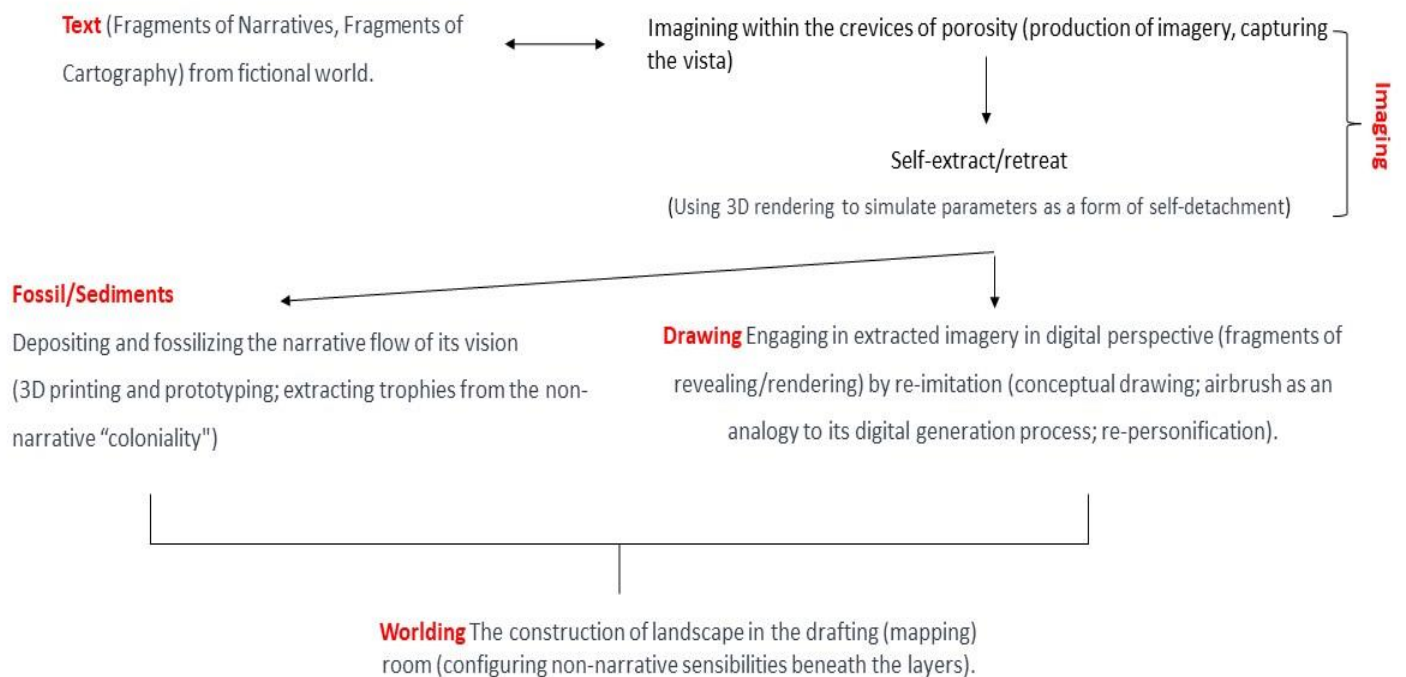 Text (Fragments of Narratives, Fragments of
Cartography) from fictional world.
Imagining within the crevices of porosity (production of imagery, capturing
the vista)
Self-extract/retreat
(Using 3D rendering to simulate parameters as a form of self-detachment)
Imaging
Fossil/Sediments
Depositing and fossilizing the narrative flow of its vision
(3D printing and prototyping; extracting trophies from the non-
narrative “coloniality")
Drawing Engaging in extracted imagery in digital perspective (fragments of
revealing/rendering) by re-imitation (conceptual drawing; airbrush as an
analogy to its digital generation process; re-personification).
Worlding The construction of landscape in the drafting (mapping)
room (configuring non-narrative sensibilities beneath the layers).